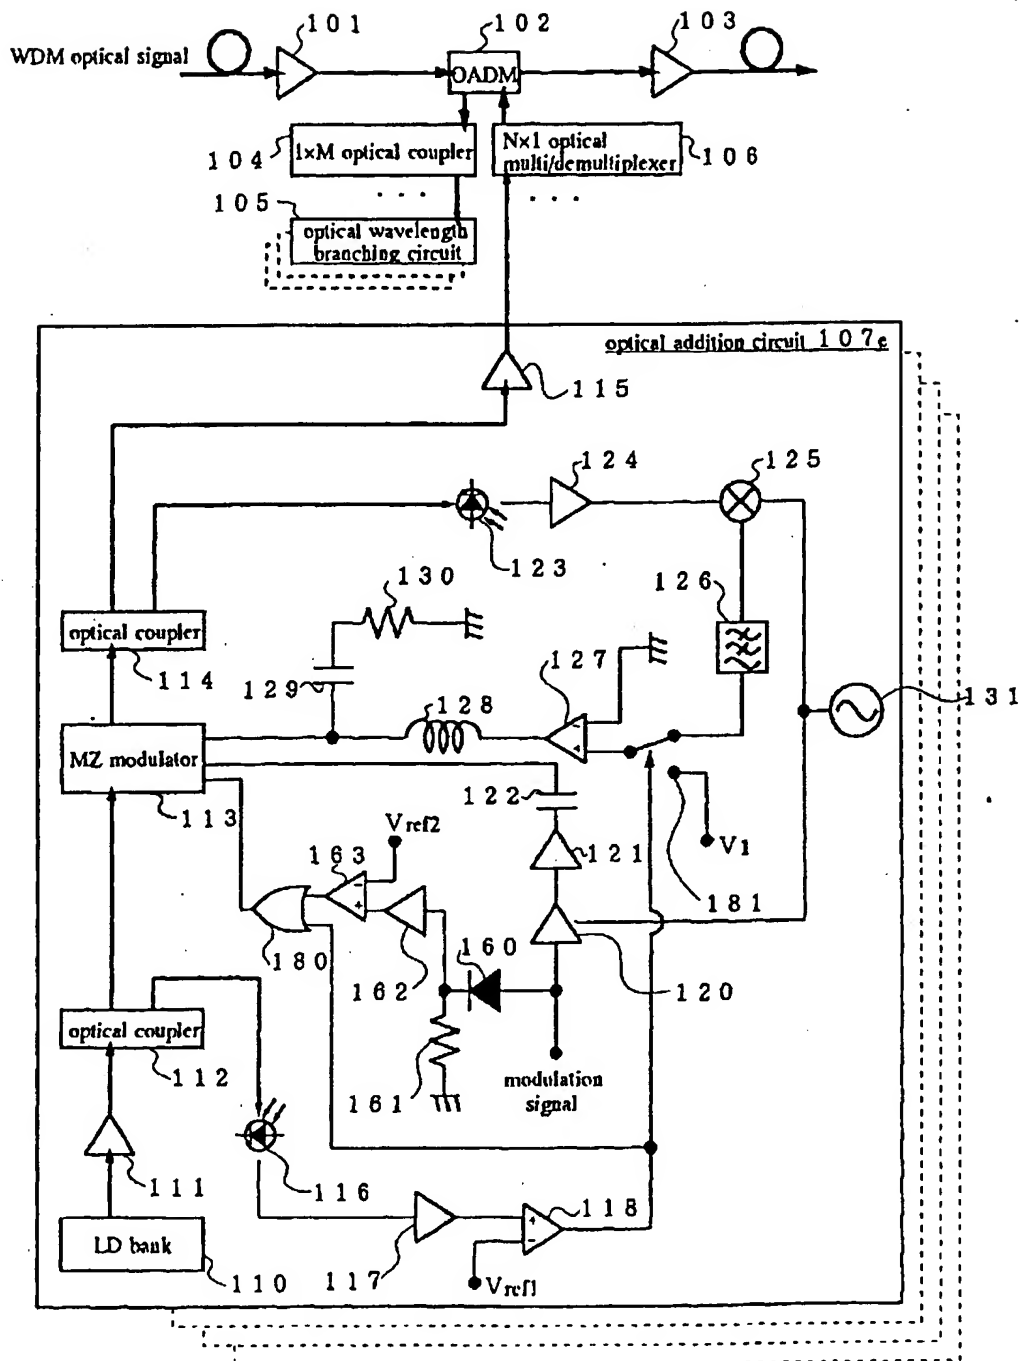 101
102
103
WDM optical signal
OADM
104
1×M optical coupler
N×1 optical
multi/demultiplexer
106
105
optical wavelength
branching circuit
optical addition circuit 107e
115
124
125
123
130
126
optical coupler
114
129
127
128
131
MZ modulator
113
122
Vref2
163
121
V1
181
180
162
160
120
optical coupler
112
161
modulation
signal
111
116
118
LD bank
110
117
Vref1